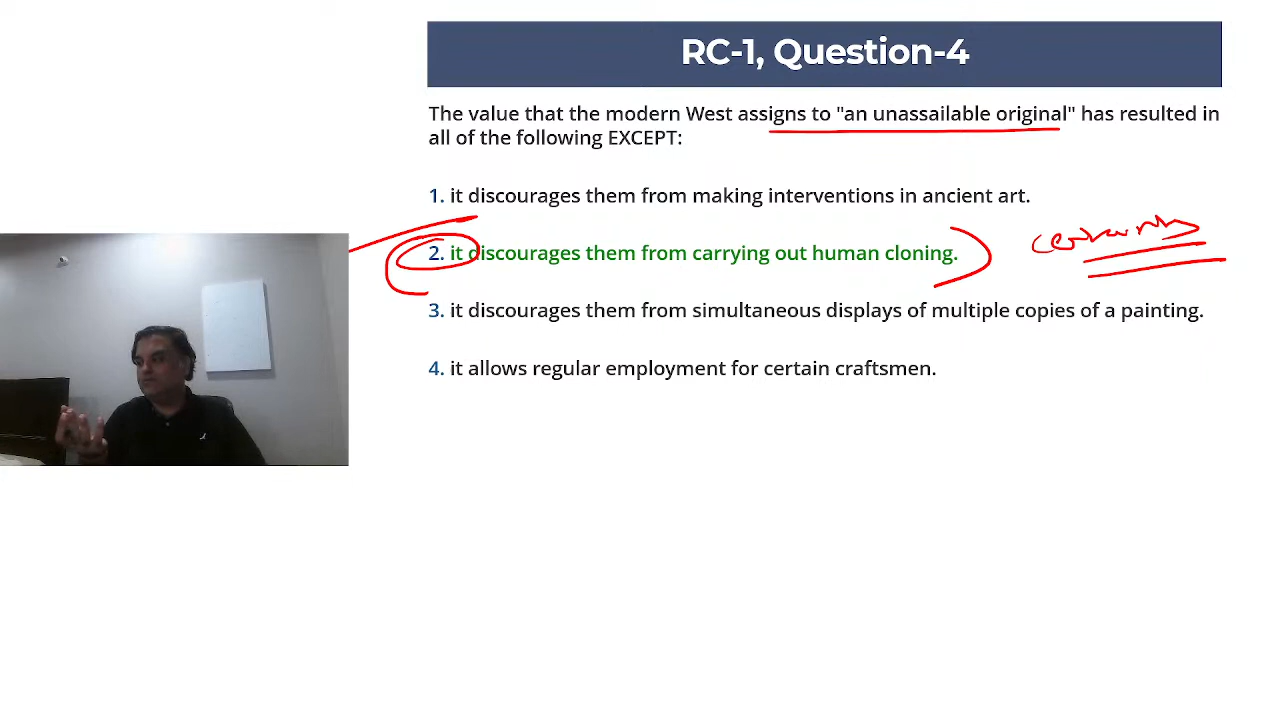 RC-1, Question-4
The value that the modern West assigns to "an unassailable original" has resulted in
all of the following EXCEPT:
1. it discourages them from making interventions in ancient art.
2. it discourages them from carrying out human cloning.
3. it discourages them from simultaneous displays of multiple copies of a painting.
4. it allows regular employment for certain craftsmen.